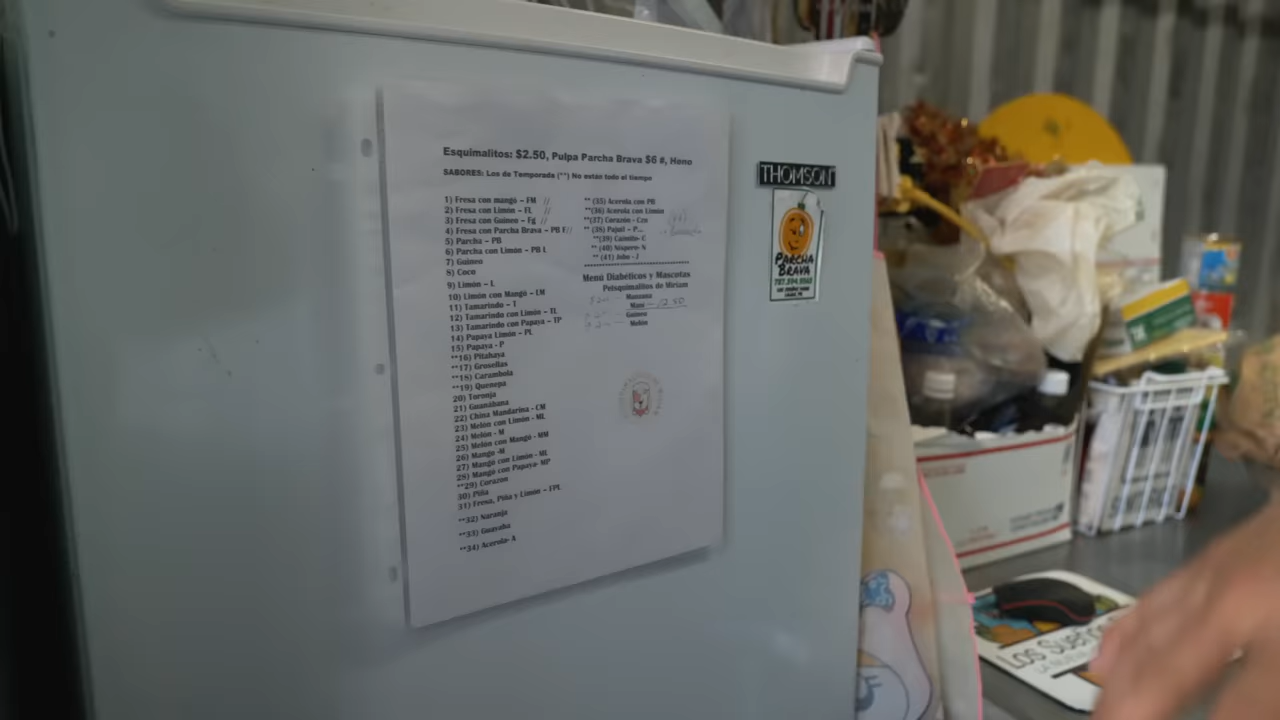 Esquimalitos: $2.50, Pulpa Parcha Brava $6 #, Heno
SABORES: Los de Temporada (**) No están todo el tiempo
1) Fresa con mangó – FM //
2) Fresa con Limón – FL //
3) Fresa con Guineo – Fg //
4) Fresa con Parcha Brava – PB F//
5) Parcha – PB
6) Parcha con Limón – PB L
7) Guineo
8) Coco
9) Limón – L
10) Limón con Mangó – LM
11) Tamarindo – T
12) Tamarindo con Limón – TL
13) Tamarindo con Papaya – TP
14) Papaya Limón – PL
15) Papaya - P
**16) Pitahaya
**17) Grosellas
**18) Carambola
**19) Quenepa
20) Toronja
21) Guanábana
22) China Mandarina - CM
23) Melón con Limón - ML
24) Melón - M
25) Melón con Mangó - MM
26) Mango -M
27) Mangó con Limón - ML
28) Mangó con Papaya- MP
**29) Corazon
30) Piña
31) Fresa, Piña y Limón – FPL
**32) Naranja
**33) Guayaba
**34) Acerola- A
** (35) Acerola con PB
**(36) Acerola con Limón
**(37) Corazón - Czn
** (38) Pajuil – P...
**(39) Caimito- C
** (40) Níspero- N
** (41) Jobo - J
Menú Diabéticos y Mascotas
Petsquimalitos de Miriam
Manzana
Maní
Guineo
Melón
THOMSON
PARCHA
BRAVA
Los Sueños